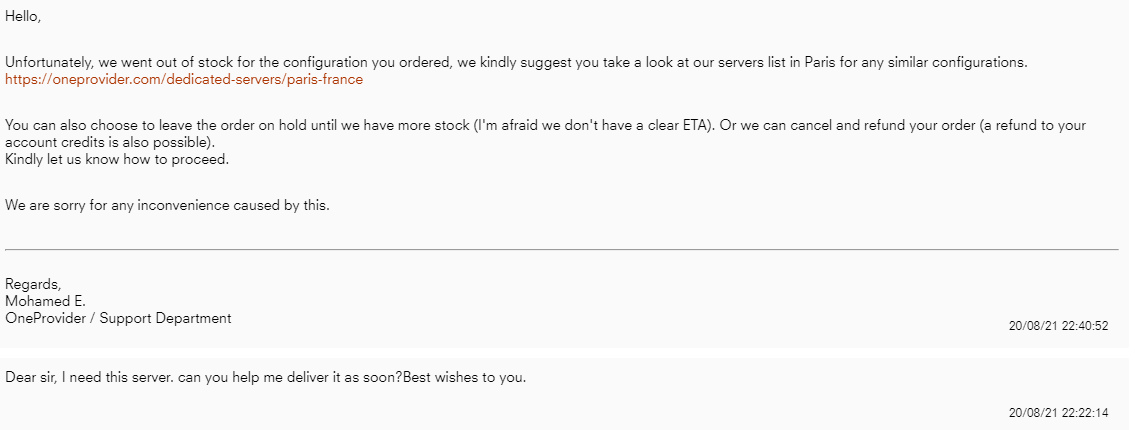 Hello,
Unfortunately, we went out of stock for the configuration you ordered, we kindly suggest you take a look at our servers list in Paris for any similar configurations.
https://oneprovider.com/dedicated-servers/paris-france
You can also choose to leave the order on hold until we have more stock (I'm afraid we don't have a clear ETA). Or we can cancel and refund your order (a refund to your
account credits is also possible).
Kindly let us know how to proceed.
We are sorry for any inconvenience caused by this.
Regards,
Mohamed E.
OneProvider / Support Department
20/08/21 22:40:52
Dear sir, I need this server. can you help me deliver it as soon?Best wishes to you.
20/08/21 22:22:14